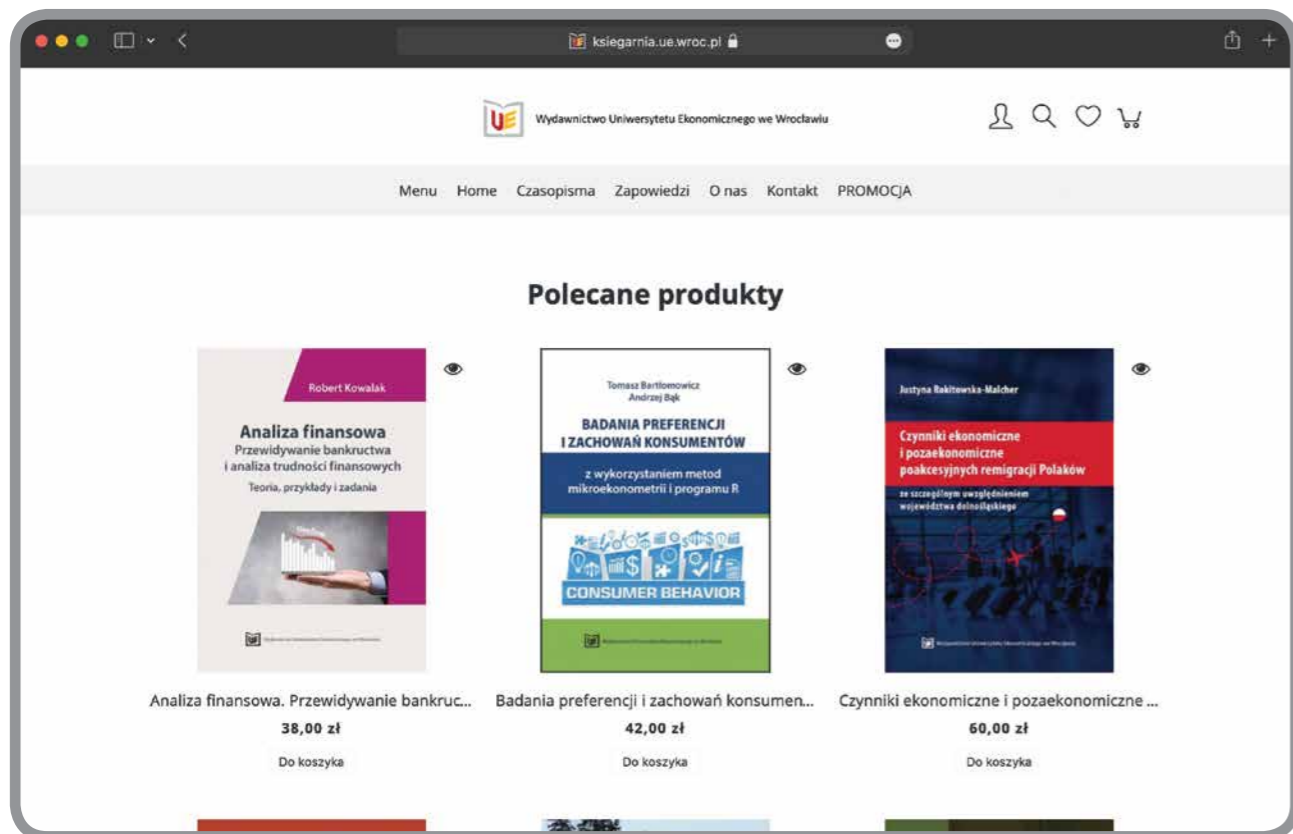 ksiegarnia.ue.wroc.pl
UE Wydawnictwo Uniwersytetu Ekonomicznego we Wrocławiu
Menu Home Czasopisma Zapowiedzi O nas Kontakt PROMOCJA
Polecane produkty
Robert Kowalak
Analiza finansowa
Przewidywanie bankructwa
i analiza trudności finansowych
Teoria, przykłady i zadania
Tomasz Bartłomowicz
Andrzej Bąk
BADANIA PREFERENCJI
I ZACHOWAŃ KONSUMENTÓW
z wykorzystaniem metod
mikroekonometrii i programu R
CONSUMER BEHAVIOR
Justyna Rokitowska-Malcher
Czynniki ekonomiczne
i pozaekonomiczne
poakcesyjnych remigracji Polaków
ze szczególnym uwzględnieniem
województwa dolnośląskiego
Analiza finansowa. Przewidywanie bankruc...
38,00 zł
Do koszyka
Badania preferencji i zachowań konsumen...
42,00 zł
Do koszyka
Czynniki ekonomiczne i pozaekonomiczne ...
60,00 zł
Do koszyka